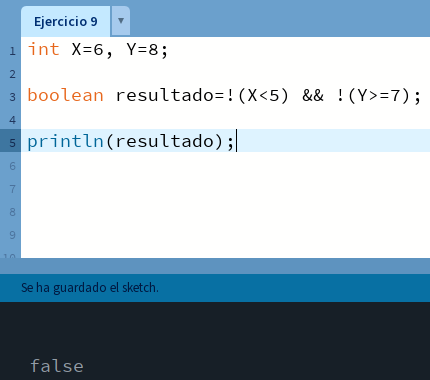 Ejercicio 9
1 int X=6, Y=8;
2
3 boolean resultado=!(X<5) && !(Y>=7);
4
5 println(resultado);
6
7
8
9
10
Se ha guardado el sketch.
false